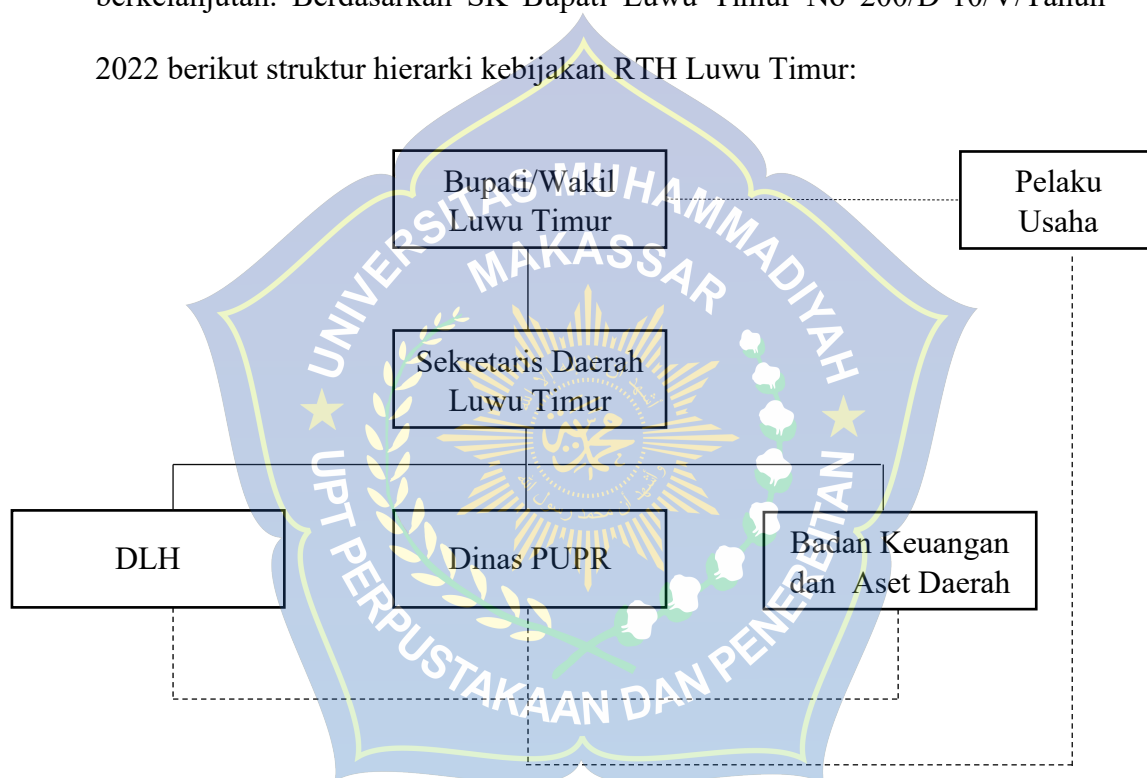 berkelanjutan. Berdasarkan SK Bupati Luwu Timur No 200/D-10/V/Tahun
2022 berikut struktur hierarki kebijakan RTH Luwu Timur:
Bupati/Wakil
Luwu Timur
Pelaku
Usaha
UNIVERSITAS MUHAMMADIYAH
MAKASSAR
Sekretaris Daerah
Luwu Timur
DLH
Dinas PUPR
Badan Keuangan
dan Aset Daerah
UPT PERPUSTAKAAN DAN PENERBITAN